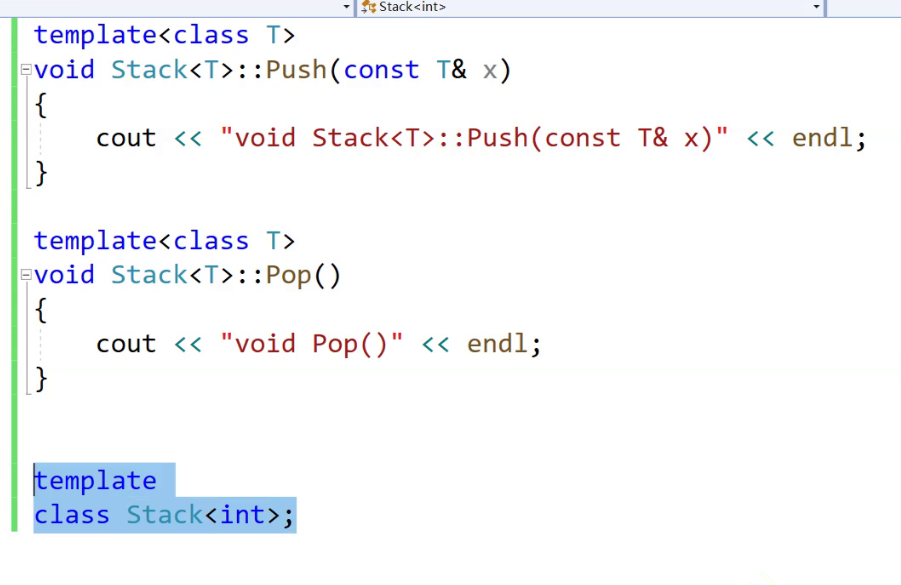 Stack<int>
template<class T>
void Stack<T>::Push(const T& x)
{
    cout << "void Stack<T>::Push(const T& x)" << endl;
}
template<class T>
void Stack<T>::Pop()
{
    cout << "void Pop()" << endl;
}
template
class Stack<int>;